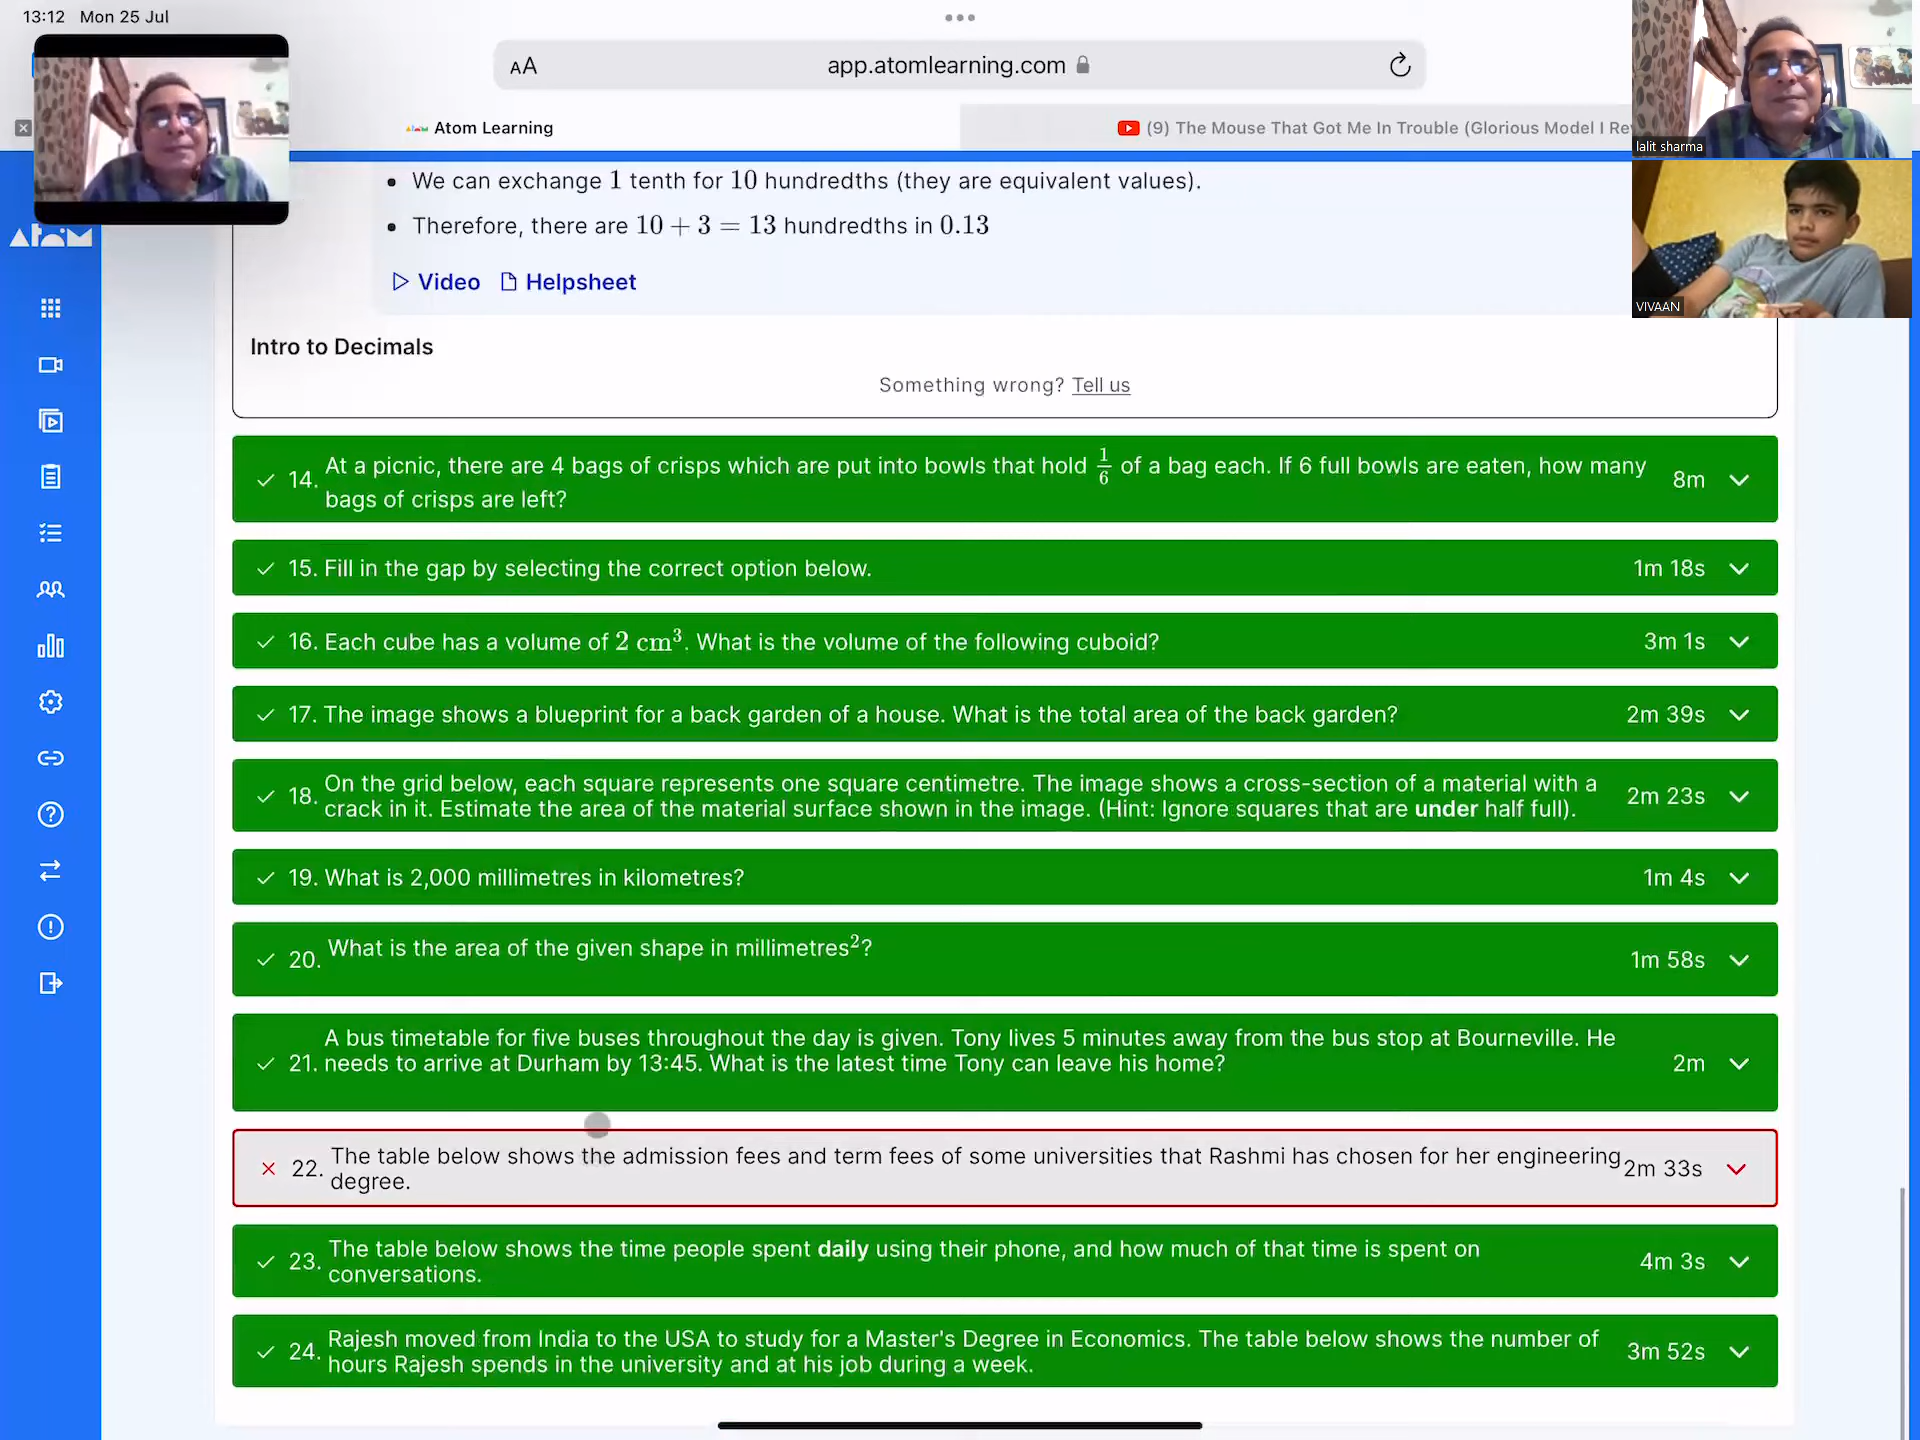 13:12 Mon 25 Jul
AA
app.atomlearning.com
Atom Learning
(9) The Mouse That Got Me In Trouble (Glorious Model I Re
lalit sharma
VIVAAN
atom
• We can exchange 1 tenth for 10 hundredths (they are equivalent values).
• Therefore, there are 10 + 3 = 13 hundredths in 0.13
Video Helpsheet
Intro to Decimals
Something wrong? Tell us
14. At a picnic, there are 4 bags of crisps which are put into bowls that hold 1/6 of a bag each. If 6 full bowls are eaten, how many
bags of crisps are left?
8m
15. Fill in the gap by selecting the correct option below.
1m 18s
16. Each cube has a volume of 2 cm³. What is the volume of the following cuboid?
3m 1s
17. The image shows a blueprint for a back garden of a house. What is the total area of the back garden?
2m 39s
18. On the grid below, each square represents one square centimetre. The image shows a cross-section of a material with a
crack in it. Estimate the area of the material surface shown in the image. (Hint: Ignore squares that are under half full).
2m 23s
19. What is 2,000 millimetres in kilometres?
1m 4s
20. What is the area of the given shape in millimetres²?
1m 58s
21. A bus timetable for five buses throughout the day is given. Tony lives 5 minutes away from the bus stop at Bourneville. He
needs to arrive at Durham by 13:45. What is the latest time Tony can leave his home?
2m
22. The table below shows the admission fees and term fees of some universities that Rashmi has chosen for her engineering
degree.
2m 33s
23. The table below shows the time people spent daily using their phone, and how much of that time is spent on
conversations.
4m 3s
24. Rajesh moved from India to the USA to study for a Master's Degree in Economics. The table below shows the number of
hours Rajesh spends in the university and at his job during a week.
3m 52s